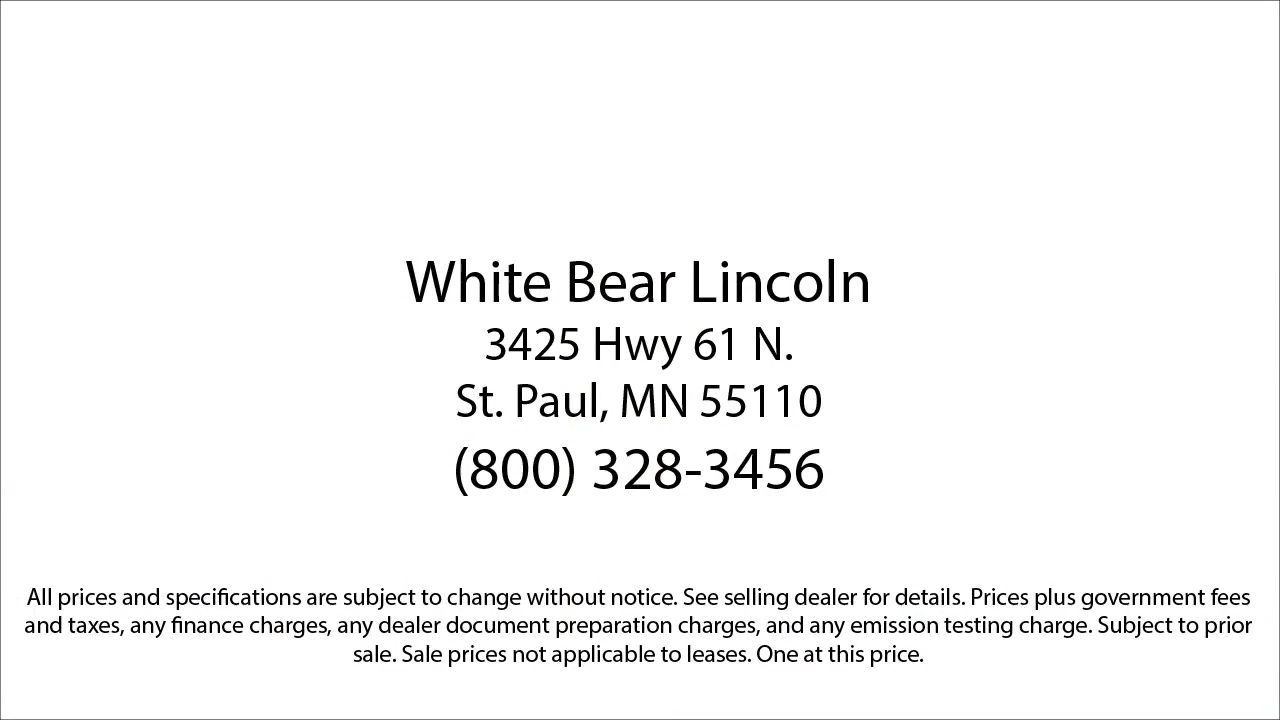 White Bear Lincoln
3425 Hwy 61 N.
St. Paul, MN 55110
(800) 328-3456
All prices and specifications are subject to change without notice. See selling dealer for details. Prices plus government fees
and taxes, any finance charges, any dealer document preparation charges, and any emission testing charge. Subject to prior
sale. Sale prices not applicable to leases. One at this price.